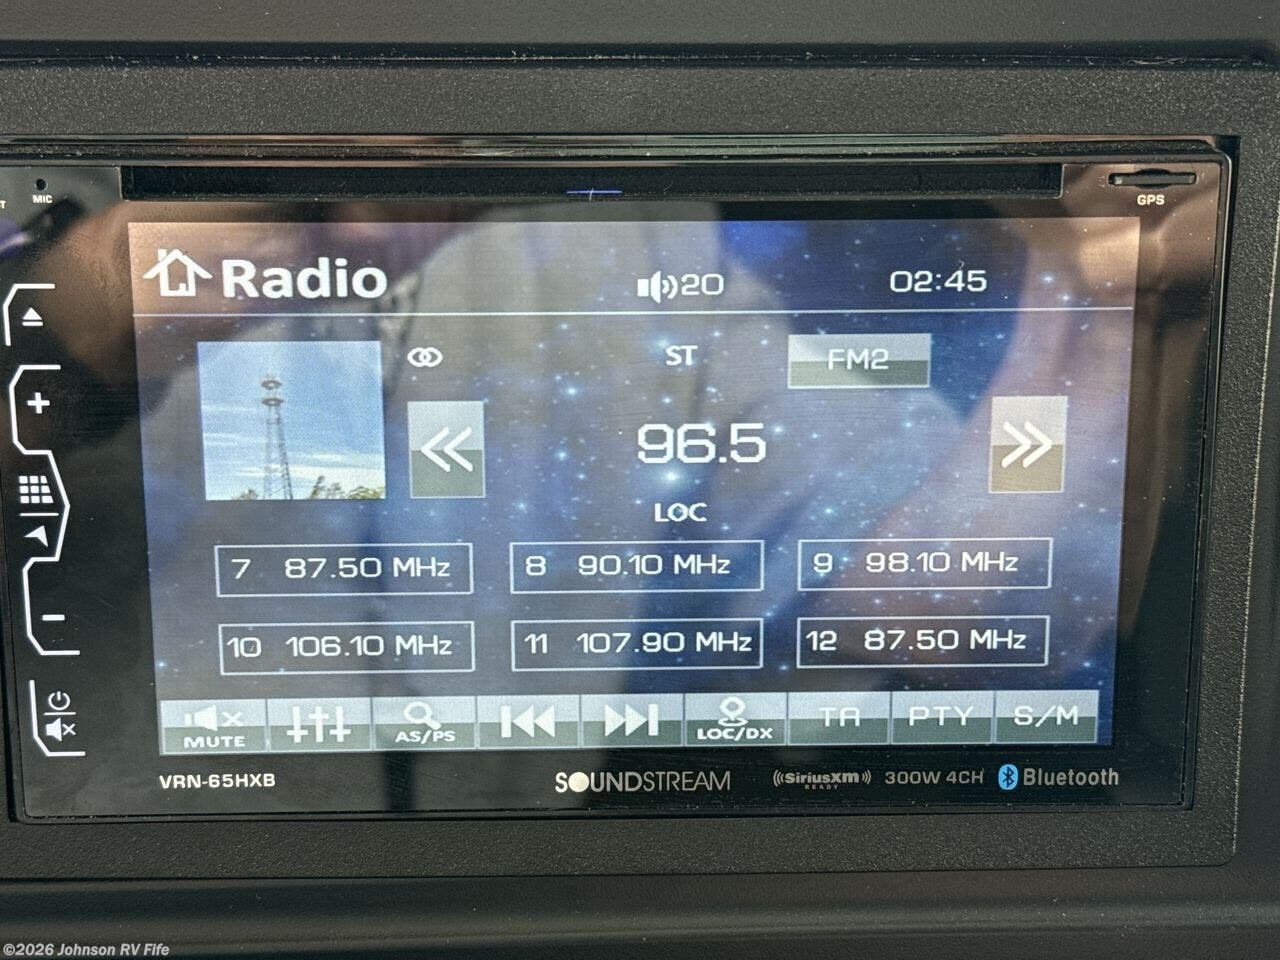 MIC
GPS
Radio
20
02:45
ST
FM2
96.5
LOC
7 87.50 MHz
8 90.10 MHz
9 98.10 MHz
10 106.10 MHz
11 107.90 MHz
12 87.50 MHz
MUTE
AS/PS
LOC/DX
TA
PTY
S/M
VRN-65HXB
SOUNDSTREAM
SiriusXM
READY
300W 4CH
Bluetooth
©2026 Johnson RV Fife